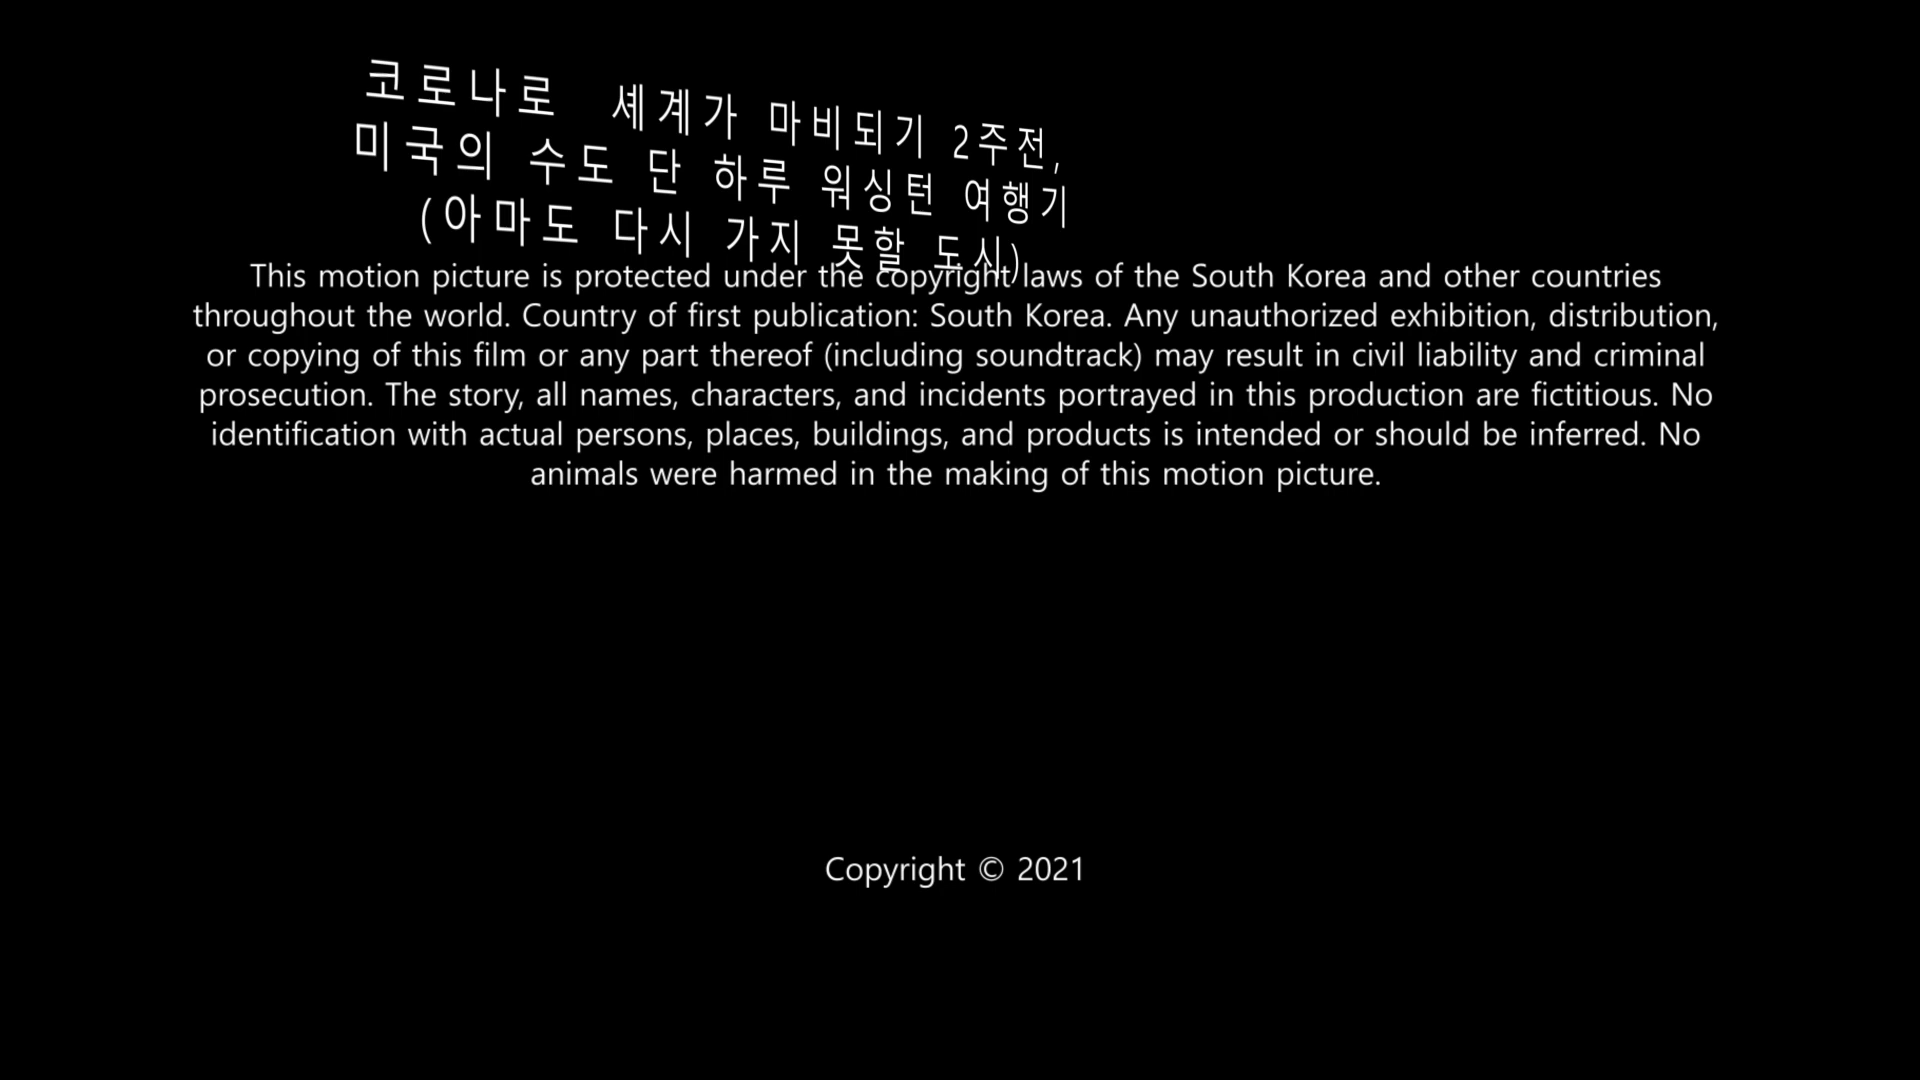 코로나로 세계가 마비되기 2주전,
미국의 수도 단 하루 워싱턴 여행기
(아마도 다시 가지 못할 도시)
This motion picture is protected under the copyright laws of the South Korea and other countries
throughout the world. Country of first publication: South Korea. Any unauthorized exhibition, distribution,
or copying of this film or any part thereof (including soundtrack) may result in civil liability and criminal
prosecution. The story, all names, characters, and incidents portrayed in this production are fictitious. No
identification with actual persons, places, buildings, and products is intended or should be inferred. No
animals were harmed in the making of this motion picture.
Copyright © 2021